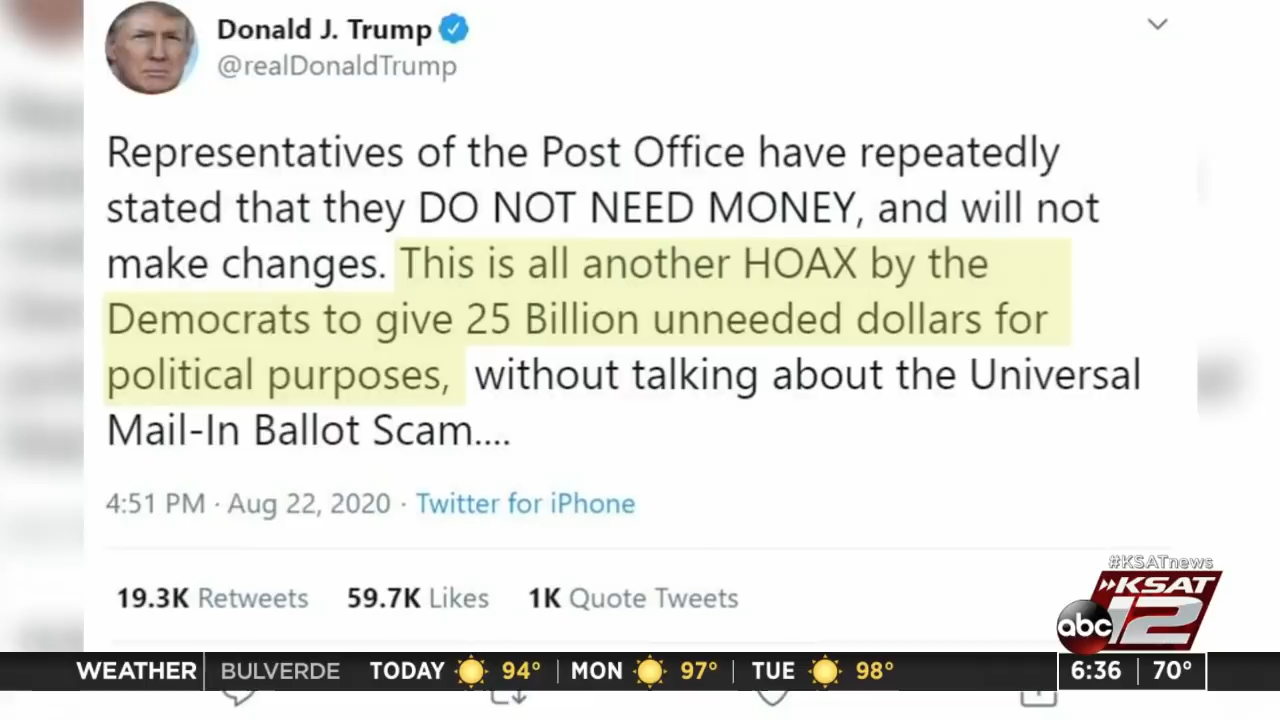 Donald J. Trump
@realDonaldTrump
Representatives of the Post Office have repeatedly
stated that they DO NOT NEED MONEY, and will not
make changes. This is all another HOAX by the
Democrats to give 25 Billion unneeded dollars for
political purposes, without talking about the Universal
Mail-In Ballot Scam....
4:51 PM · Aug 22, 2020 · Twitter for iPhone
19.3K Retweets 59.7K Likes 1K Quote Tweets
#KSATnews
KSAT
abc 12
WEATHER BULVERDE TODAY 94° MON 97° TUE 98° 6:36 70°